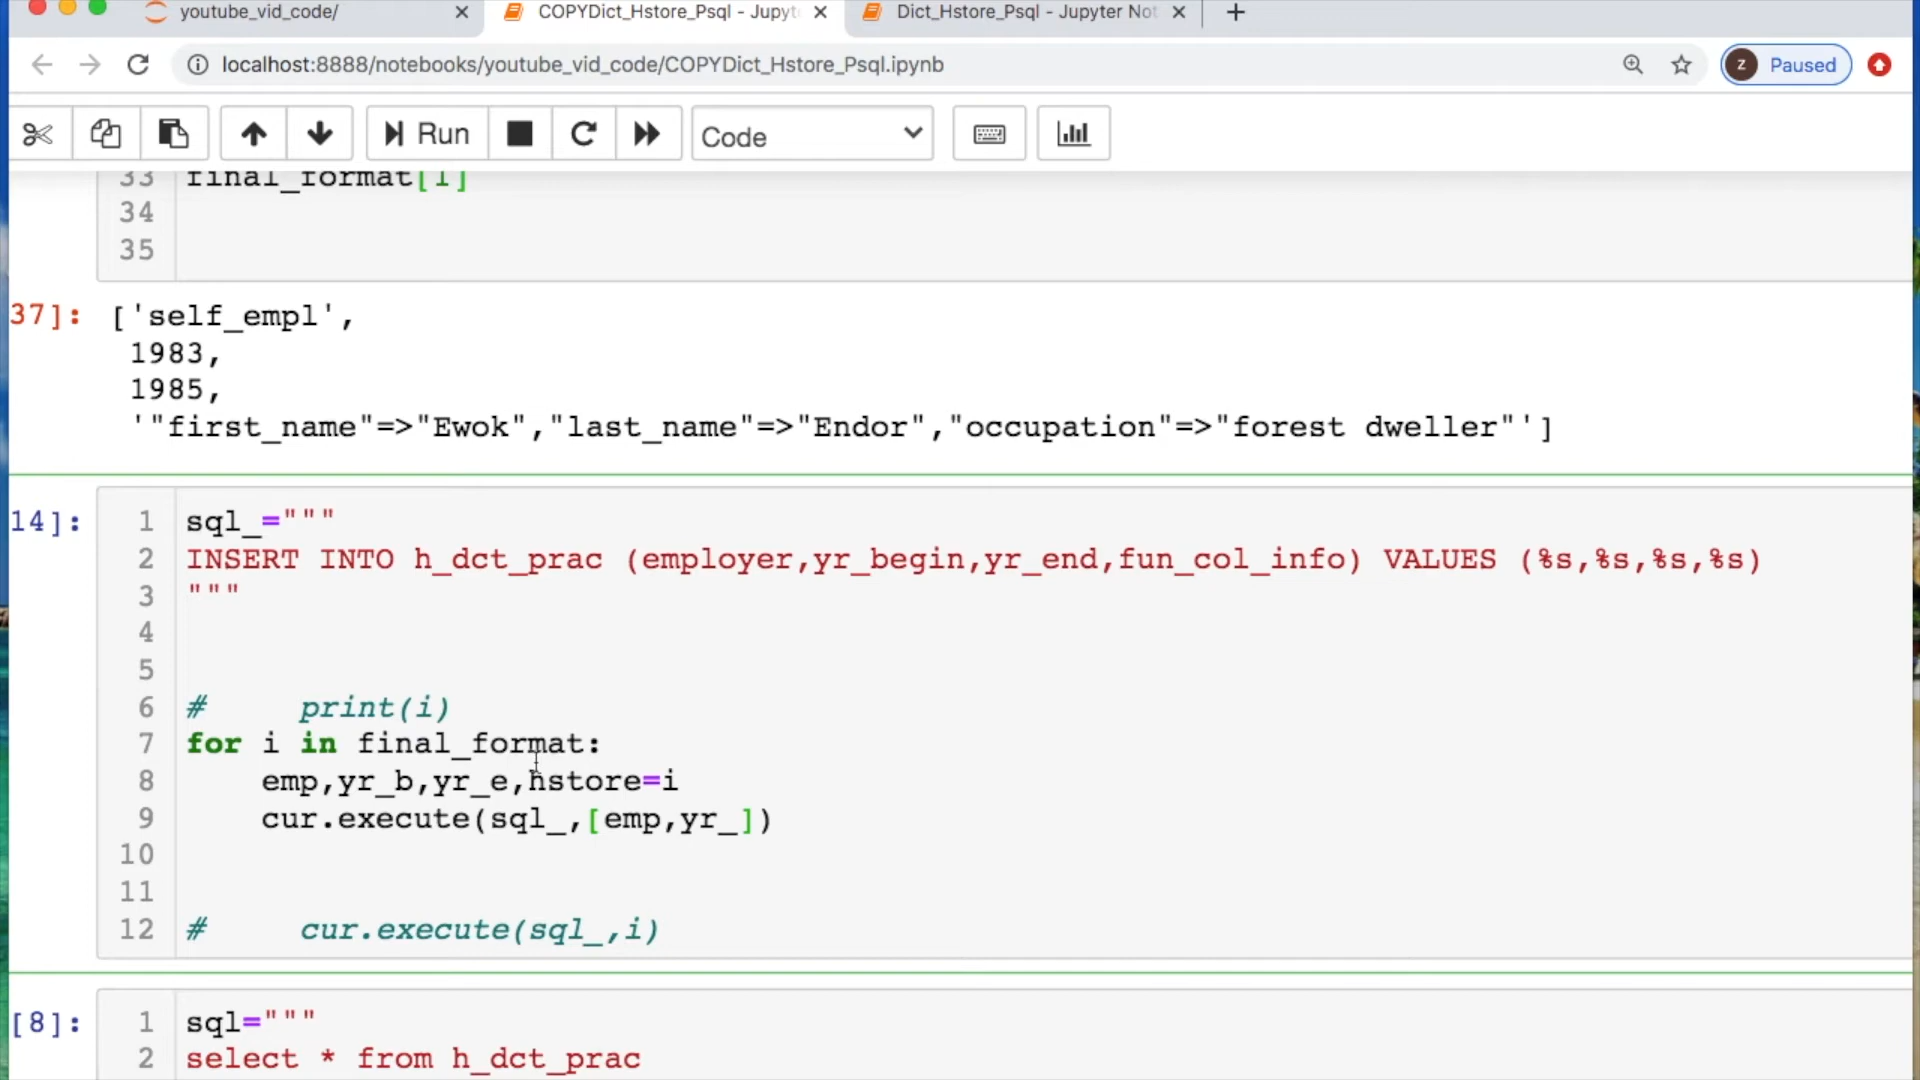 youtube_vid_code/
COPYDict_Hstore_Psql - Jupyt
Dict_Hstore_Psql - Jupyter Not
localhost:8888/notebooks/youtube_vid_code/COPYDict_Hstore_Psql.ipynb
z Paused
Run
Code
33 final_format[1]
34
35
37]: ['self_empl',
1983,
1985,
'"first_name"=>"Ewok","last_name"=>"Endor","occupation"=>"forest dweller"']
14]: 1 sql_="""
2 INSERT INTO h_dct_prac (employer,yr_begin,yr_end,fun_col_info) VALUES (%s,%s,%s,%s)
3 """
4
5
6 #     print(i)
7 for i in final_format:
8     emp,yr_b,yr_e,hstore=i
9     cur.execute(sql_,[emp,yr_])
10
11
12 #     cur.execute(sql_,i)
[8]: 1 sql="""
2 select * from h_dct_prac